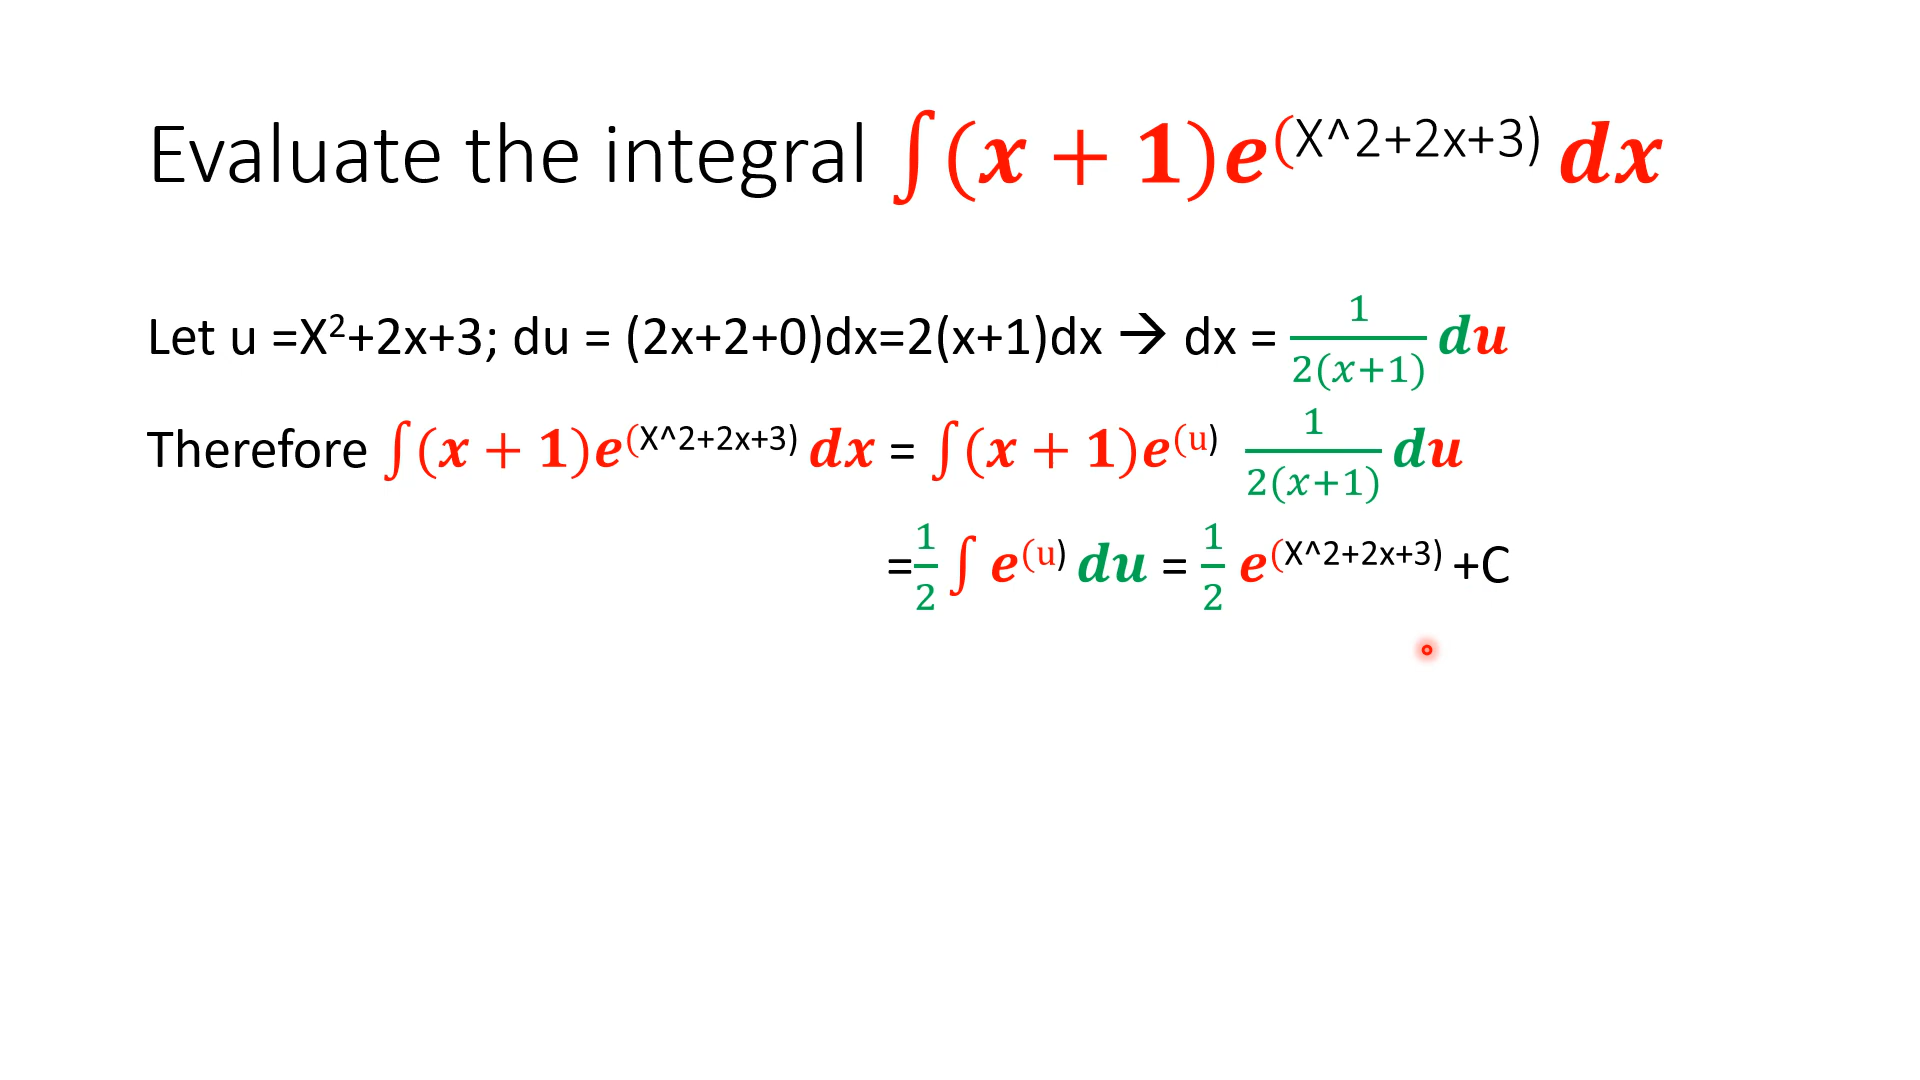 Evaluate the integral ∫(x + 1)e^(X^2+2x+3) dx
Let u =X²+2x+3; du = (2x+2+0)dx=2(x+1)dx → dx = 1/2(x+1) du
Therefore ∫(x + 1)e^(X^2+2x+3) dx = ∫(x + 1)e^(u) 1/2(x+1) du
=1/2 ∫ e^(u) du = 1/2 e^(X^2+2x+3) +C